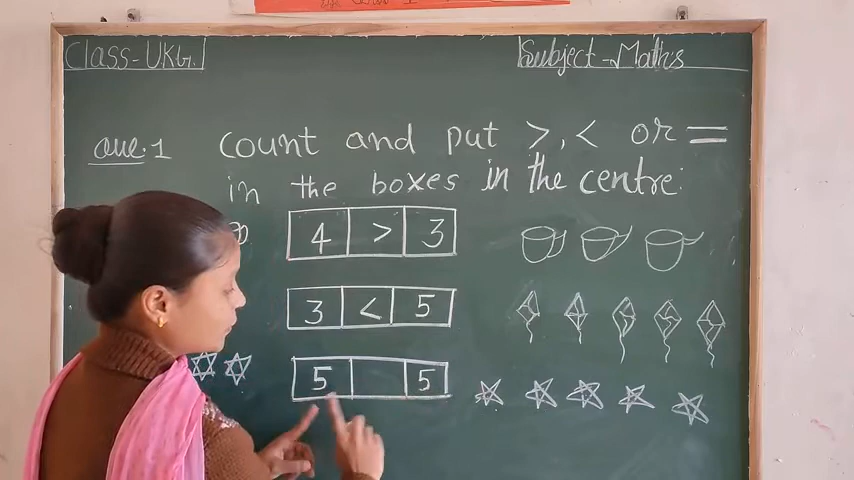 Class-UKG.
Subject-Maths
Que.1 count and put >, < or =
in the boxes in the centre:
4 > 3
3 < 5
5 5